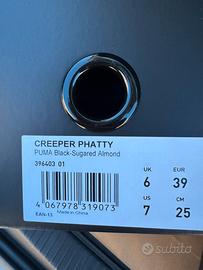 CREEPER PHATTY
PUMA Black-Sugared Almond
396403 01
UK EUR
6 39
US CM
7 25
4 067978 319073
EAN-13 Made in China
subito